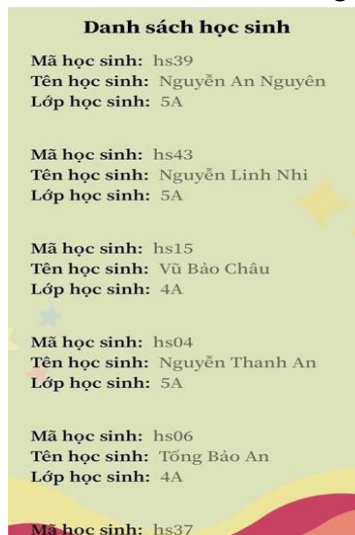 Danh sách học sinh
Mã học sinh: hs39
Tên học sinh: Nguyễn An Nguyên
Lớp học sinh: 5A
Mã học sinh: hs43
Tên học sinh: Nguyễn Linh Nhi
Lớp học sinh: 5A
Mã học sinh: hs15
Tên học sinh: Vũ Bảo Châu
Lớp học sinh: 4A
Mã học sinh: hs04
Tên học sinh: Nguyễn Thanh An
Lớp học sinh: 5A
Mã học sinh: hs06
Tên học sinh: Tống Bảo An
Lớp học sinh: 4A
Mã học sinh: hs37